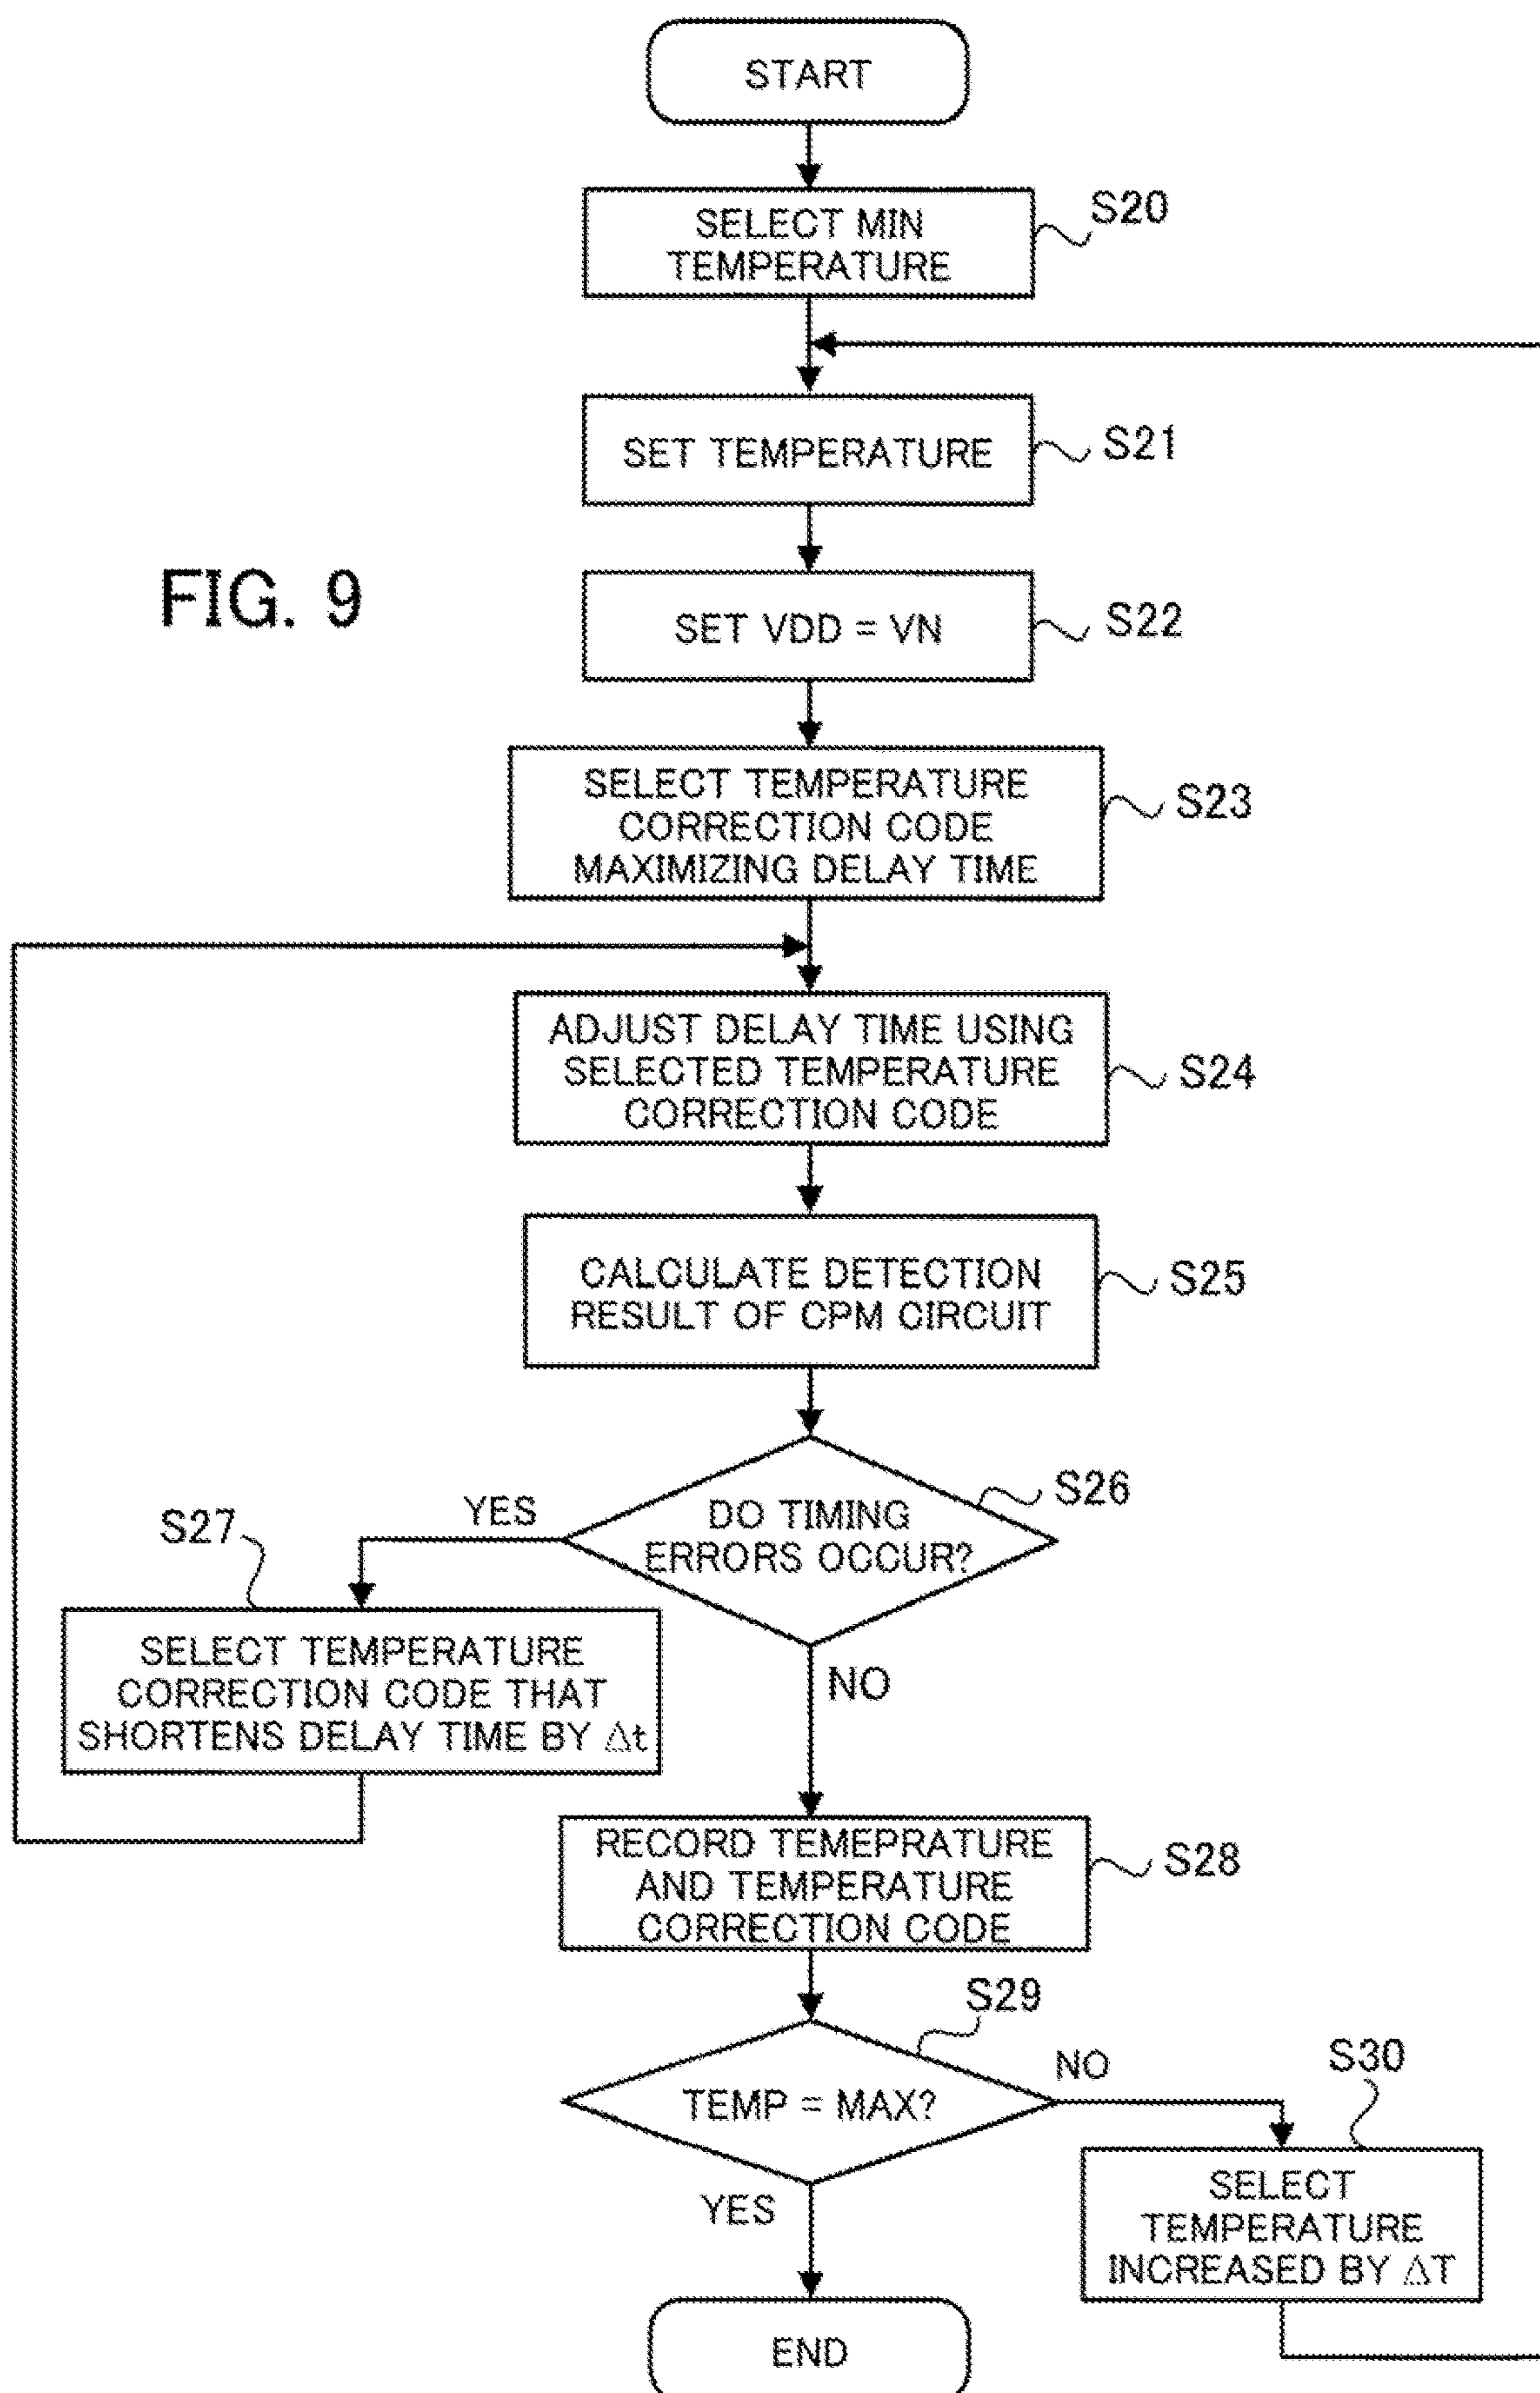 START
SELECT MIN
TEMPERATURE
S20
SET TEMPERATURE
S21
FIG. 9
SET VDD = VN
S22
SELECT TEMPERATURE
CORRECTION CODE
MAXIMIZING DELAY TIME
S23
ADJUST DELAY TIME USING
SELECTED TEMPERATURE
CORRECTION CODE
S24
CALCULATE DETECTION
RESULT OF CPM CIRCUIT
S25
DO TIMING
ERRORS OCCUR?
S26
YES
S27
SELECT TEMPERATURE
CORRECTION CODE THAT
SHORTENS DELAY TIME BY Δt
NO
RECORD TEMEPRATURE
AND TEMPERATURE
CORRECTION CODE
S28
S29
TEMP = MAX?
NO
S30
SELECT
TEMPERATURE
INCREASED BY ΔT
YES
END